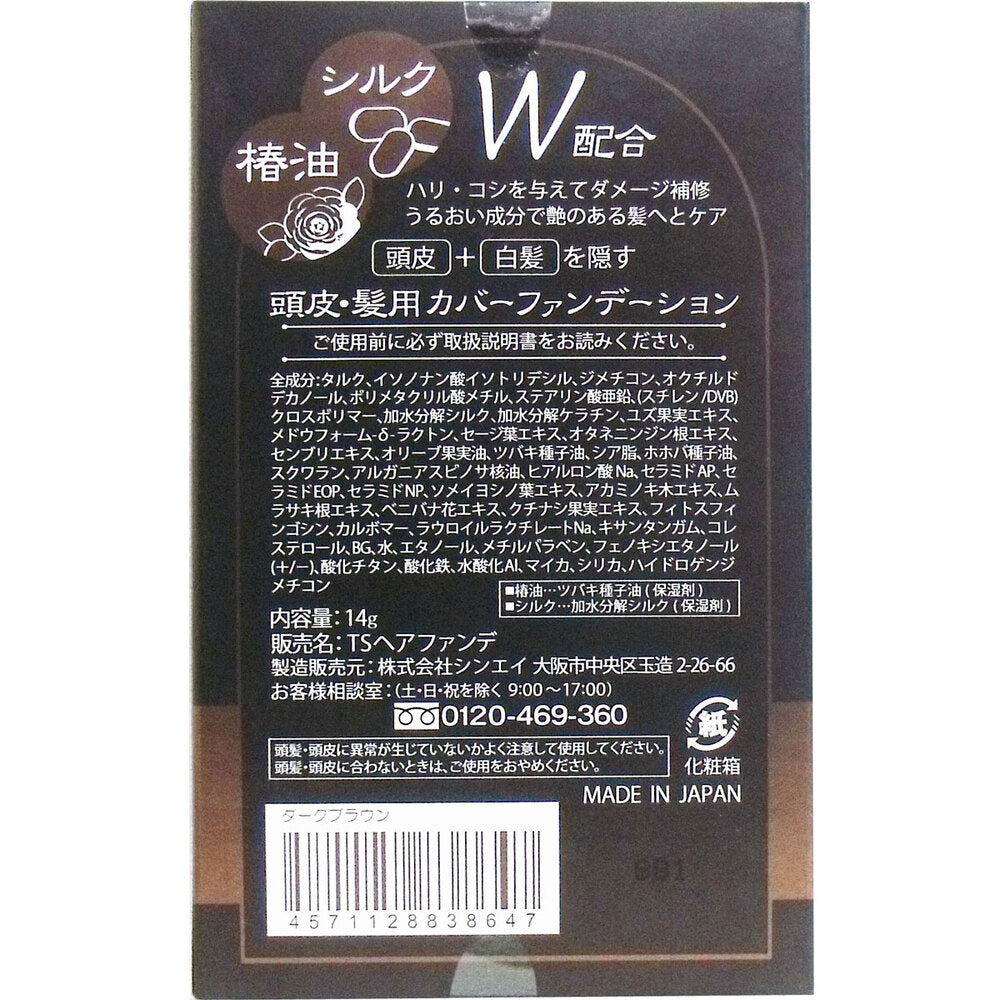 シルク
椿油
W配合
ハリ・コシを与えてダメージ補修
うるおい成分で艶のある髪へとケア
頭皮+白髪を隠す
頭皮・髪用カバーファンデーション
ご使用前に必ず取扱説明書をお読みください。
全成分:タルク、イソノナン酸イソトリデシル、ジメチコン、オクチルド
デカノール、ポリメタクリル酸メチル、ステアリン酸亜鉛、(スチレン/DVB)
クロスポリマー、加水分解シルク、加水分解ケラチン、ユズ果実エキス、
メドウフォーム-δ-ラクトン、セージ葉エキス、オタネニンジン根エキス、
センブリエキス、オリーブ果実油、ツバキ種子油、シア脂、ホホバ種子油、
スクワラン、アルガニアスピノサ核油、ヒアルロン酸Na、セラミドAP、セ
ラミドEOP、セラミドNP、ソメイヨシノ葉エキス、アカミノキ木エキス、ム
ラサキ根エキス、ベニバナ花エキス、クチナシ果実エキス、フィトスフィ
ンゴシン、カルボマー、ラウロイルラクチレートNa、キサンタンガム、コレ
ステロール、BG、水、エタノール、メチルパラベン、フェノキシエタノール
(+/-)、酸化チタン、酸化鉄、水酸化Al、マイカ、シリカ、ハイドロゲンジ
メチコン
■椿油…ツバキ種子油(保湿剤)
■シルク…加水分解シルク(保湿剤)
内容量:14g
販売名:TSヘアファンデ
製造販売元:株式会社シンエイ 大阪市中央区玉造2-26-66
お客様相談室:(土・日・祝を除く 9:00~17:00)
0120-469-360
紙
化粧箱
頭髪・頭皮に異常が生じていないかよく注意して使用してください。
頭髪・頭皮に合わないときは、ご使用をおやめください。
MADE IN JAPAN
ダークブラウン
4571128838647